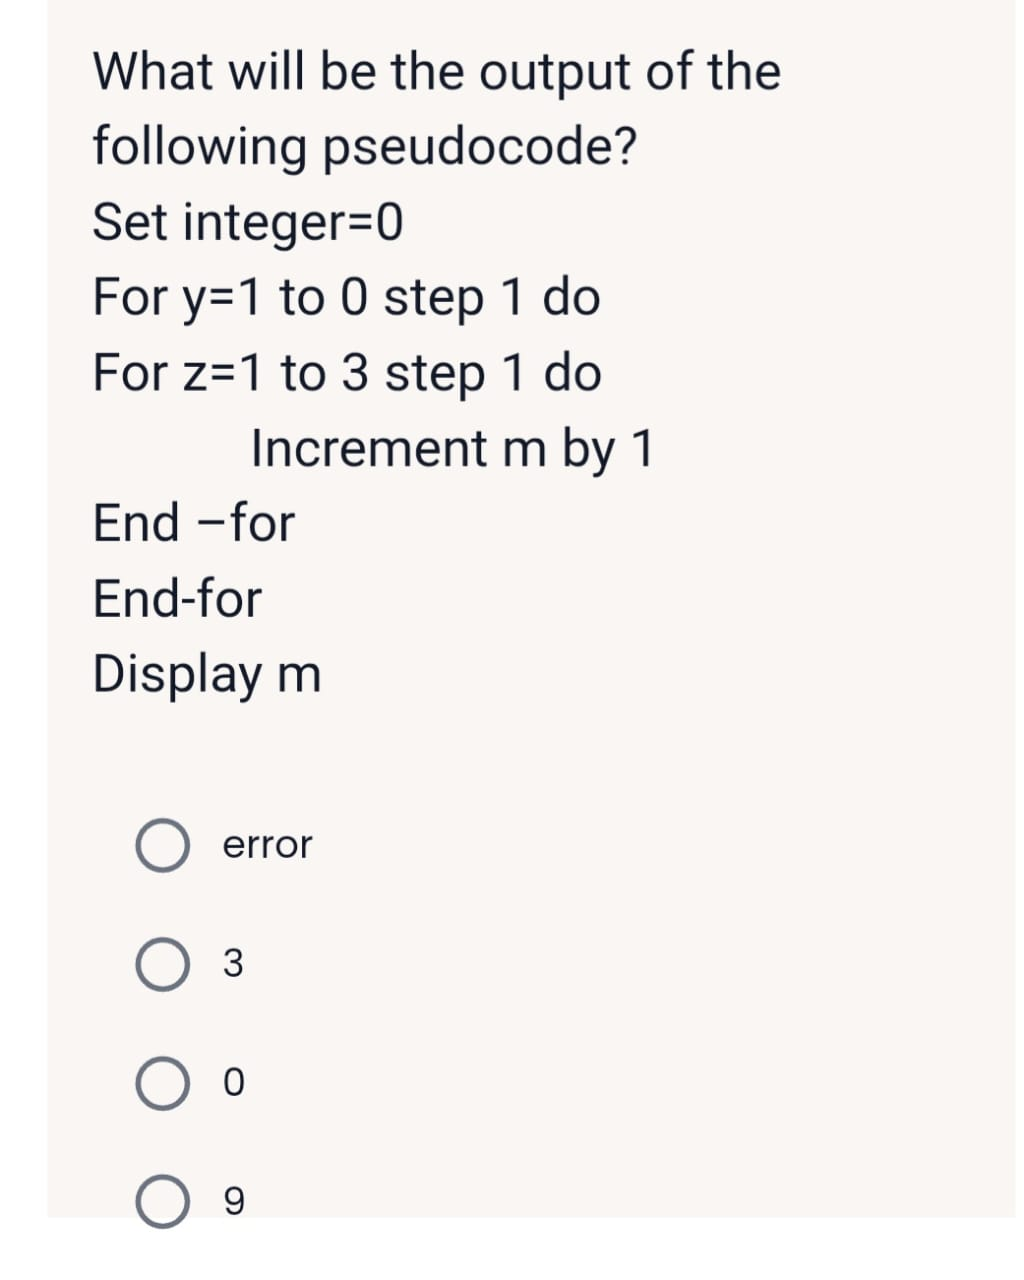 What will be the output of the
following pseudocode?
Set integer=0
For y=1 to 0 step 1 do
For z=1 to 3 step 1 do
Increment m by 1
End –for
End-for
Display m
error
3
0
9